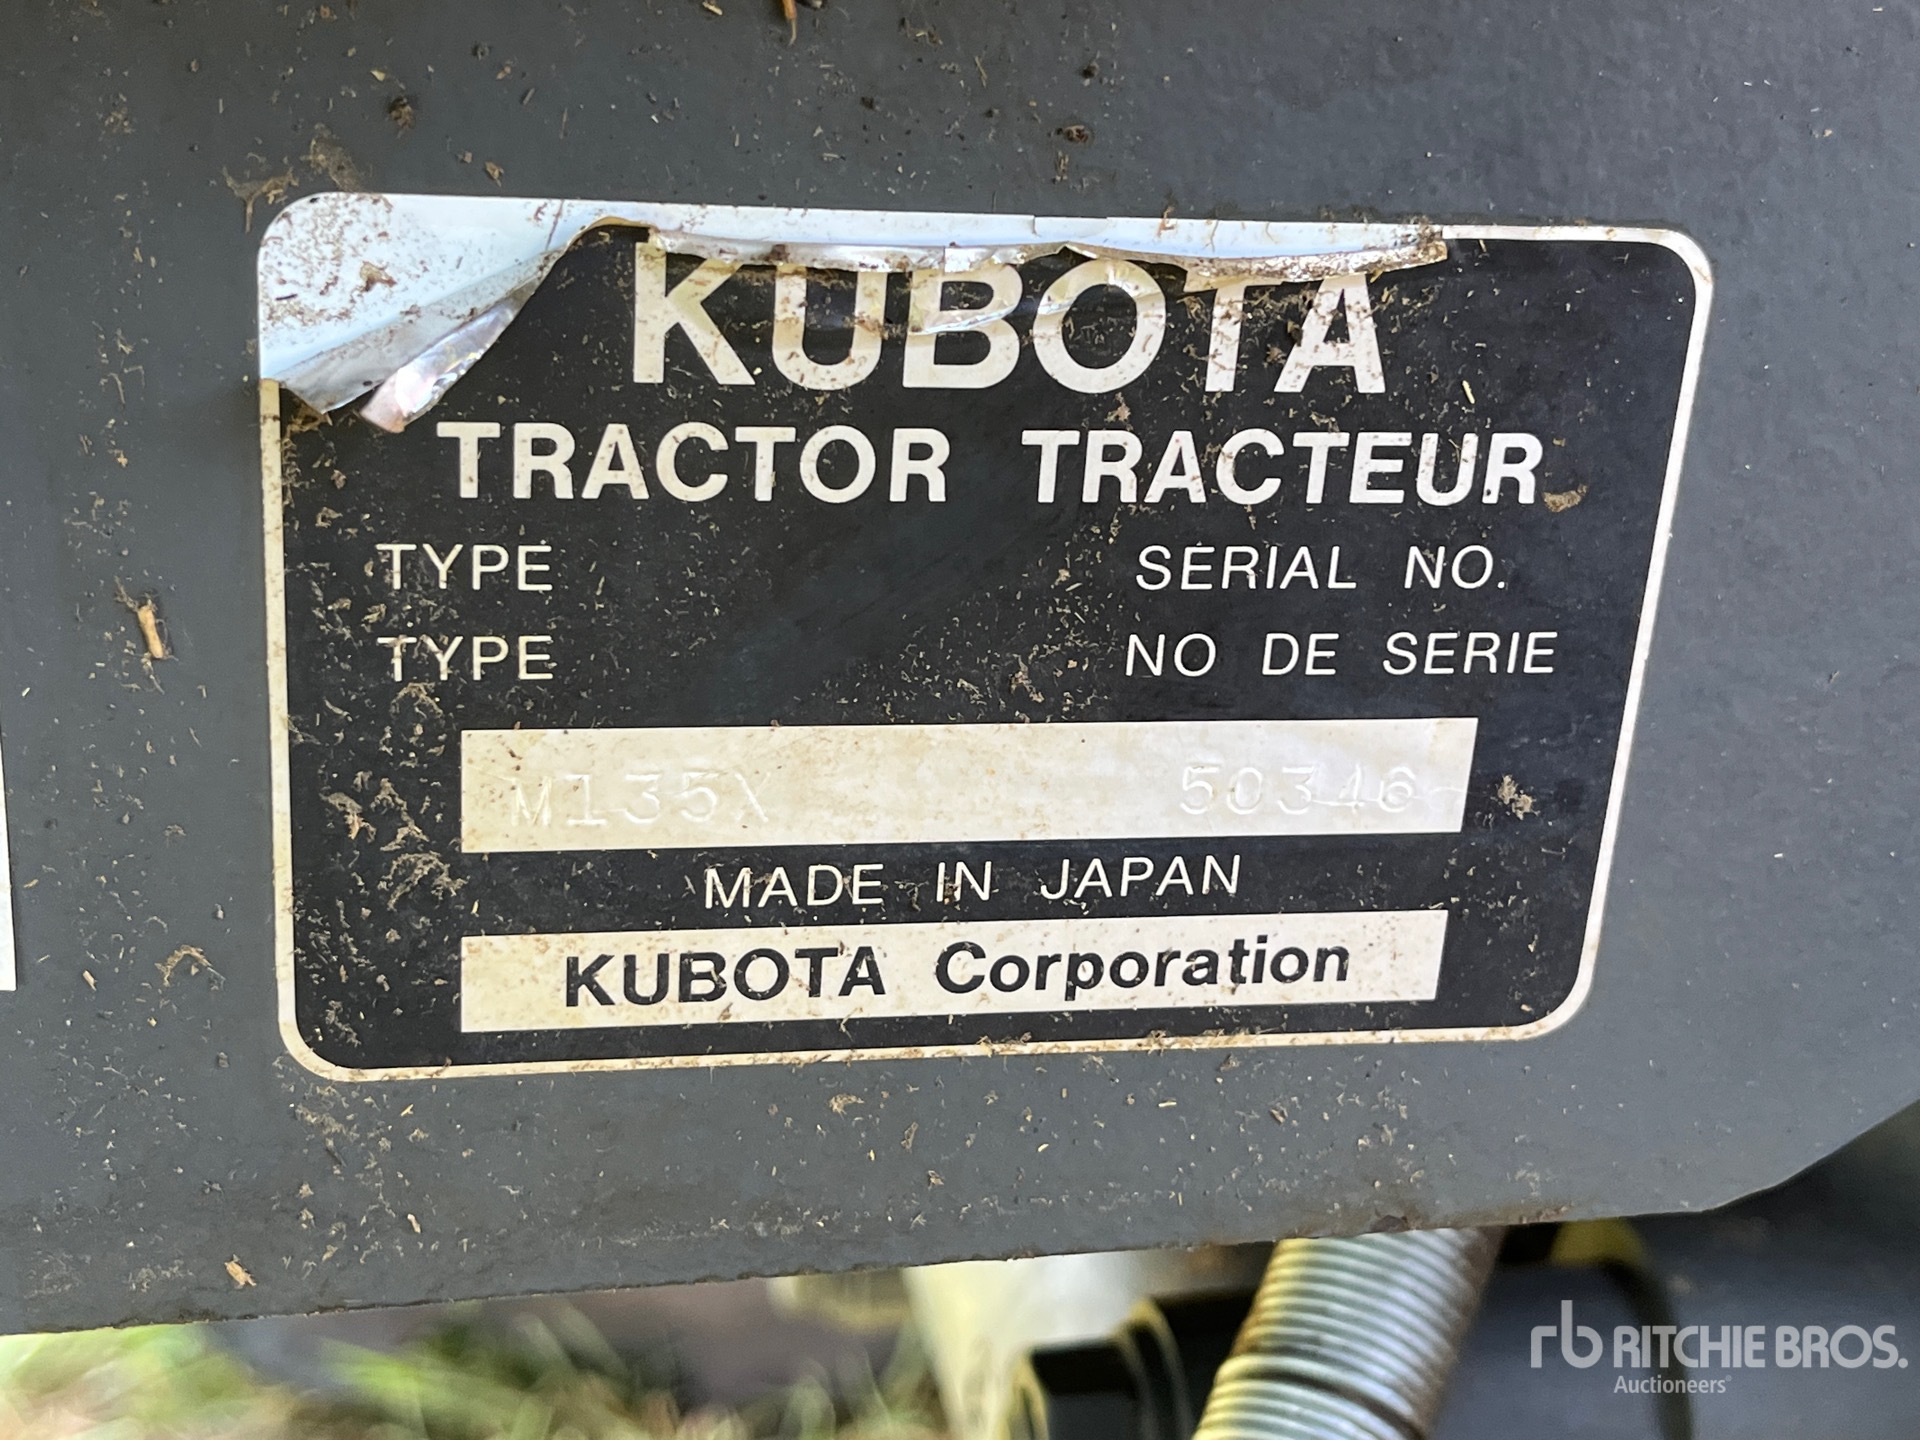 KUBOTA
TRACTOR TRACTEUR
TYPE SERIAL NO.
TYPE NO DE SERIE
M135X 50346
MADE IN JAPAN
KUBOTA Corporation
rb RITCHIE BROS.
Auctioneers